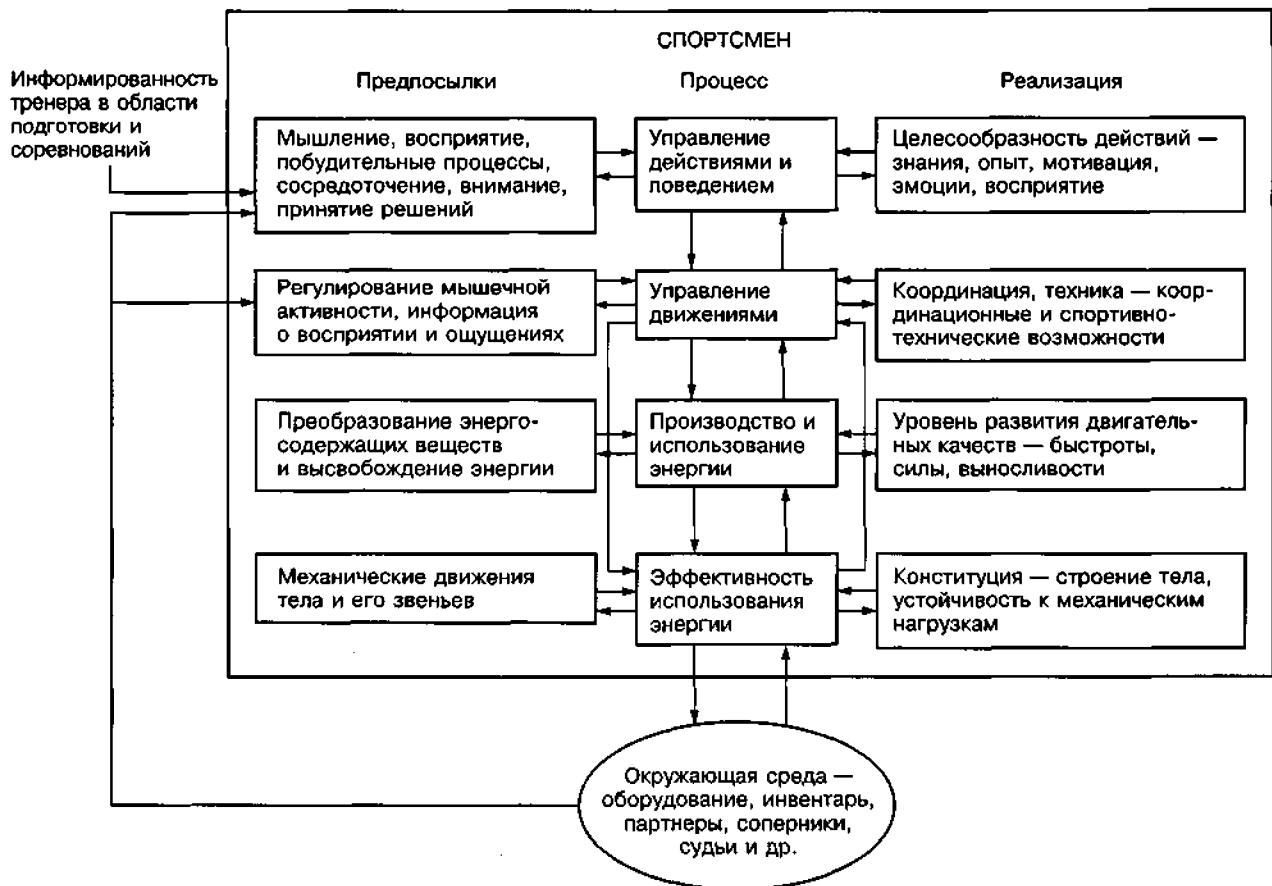 СПОРТСМЕН
Информированность
тренера в области
подготовки и
соревнований
Предпосылки
Процесс
Реализация
Мышление, восприятие,
побудительные процессы,
сосредоточение, внимание,
принятие решений
Управление
действиями и
поведением
Целесообразность действий —
знания, опыт, мотивация,
эмоции, восприятие
Регулирование мышечной
активности, информация
о восприятии и ощущениях
Управление
движениями
Координация, техника — коор-
динационные и спортивно-
технические возможности
Преобразование энерго-
содержащих веществ
и высвобождение энергии
Производство и
использование
энергии
Уровень развития двигатель-
ных качеств — быстроты,
силы, выносливости
Механические движения
тела и его звеньев
Эффективность
использования
энергии
Конституция — строение тела,
устойчивость к механическим
нагрузкам
Окружающая среда —
оборудование, инвентарь,
партнеры, соперники,
судьи и др.